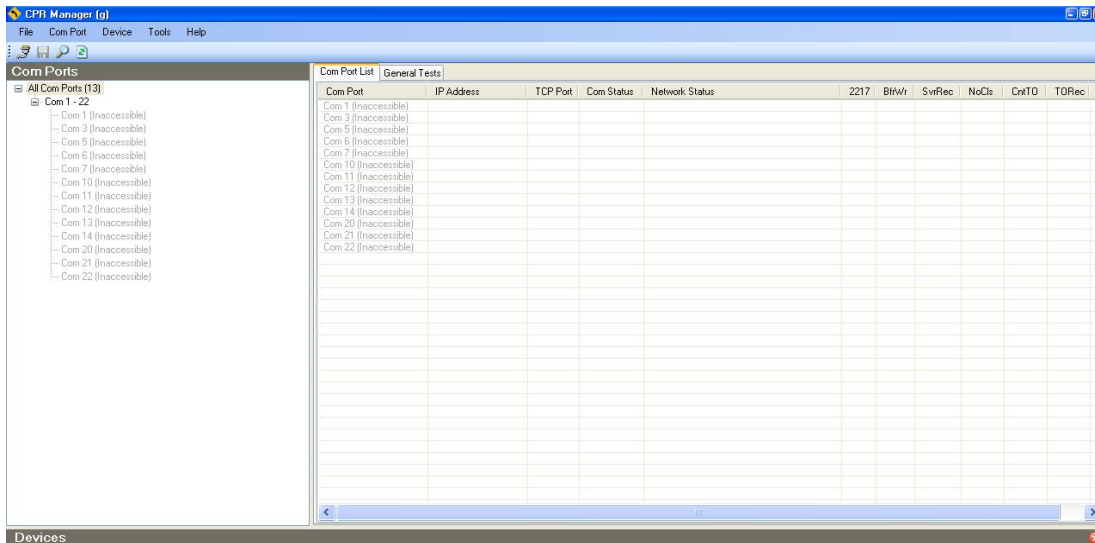 CPR Manager (g)
File Com Port Device Tools Help
Com Ports
All Com Ports (13)
Com 1 - 22
Com 1 (Inaccessible)
Com 3 (Inaccessible)
Com 5 (Inaccessible)
Com 6 (Inaccessible)
Com 7 (Inaccessible)
Com 10 (Inaccessible)
Com 11 (Inaccessible)
Com 12 (Inaccessible)
Com 13 (Inaccessible)
Com 14 (Inaccessible)
Com 20 (Inaccessible)
Com 21 (Inaccessible)
Com 22 (Inaccessible)
Com Port List General Tests
Com Port IP Address TCP Port Com Status Network Status 2217 BfrWr SvrRec NoCls CntTO TORec
Com 1 (Inaccessible)
Com 3 (Inaccessible)
Com 5 (Inaccessible)
Com 6 (Inaccessible)
Com 7 (Inaccessible)
Com 10 (Inaccessible)
Com 11 (Inaccessible)
Com 12 (Inaccessible)
Com 13 (Inaccessible)
Com 14 (Inaccessible)
Com 20 (Inaccessible)
Com 21 (Inaccessible)
Com 22 (Inaccessible)
Devices